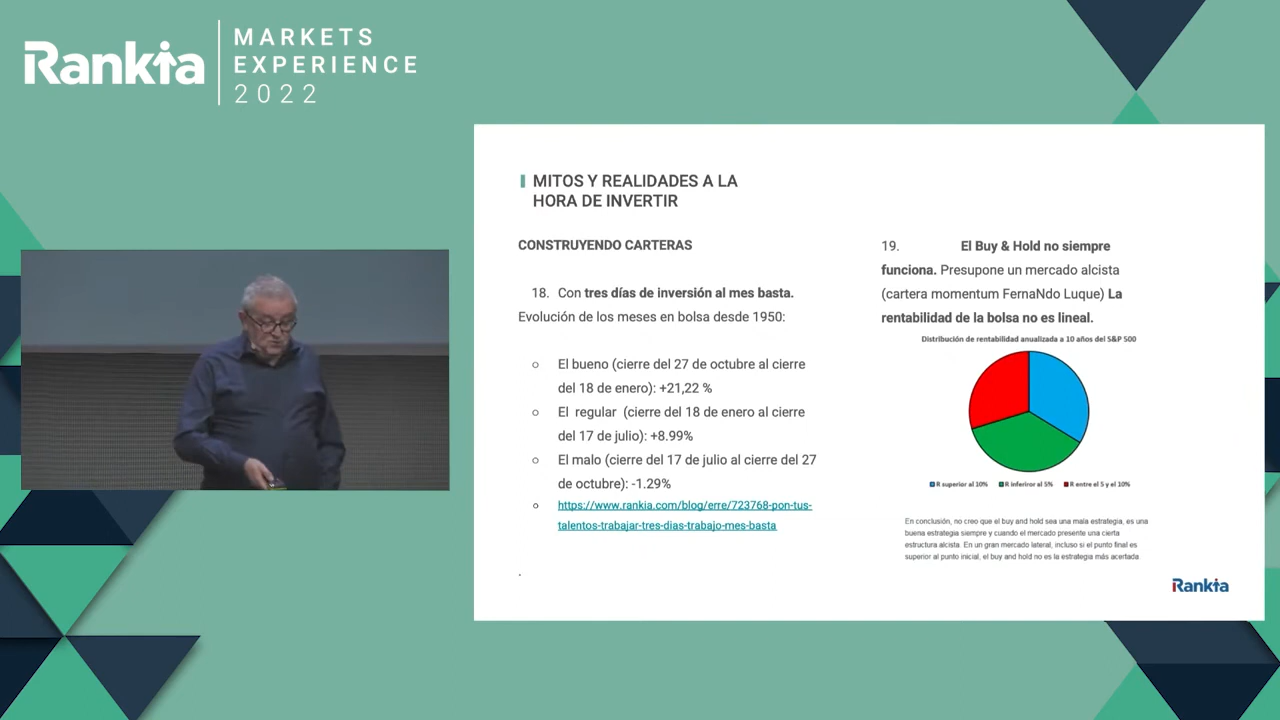 Rankia
MARKETS
EXPERIENCE
2022
MITOS Y REALIDADES A LA
HORA DE INVERTIR
CONSTRUYENDO CARTERAS
18. Con tres días de inversión al mes basta.
Evolución de los meses en bolsa desde 1950:
○ El bueno (cierre del 27 de octubre al cierre
del 18 de enero): +21,22 %
○ El regular (cierre del 18 de enero al cierre
del 17 de julio): +8.99%
○ El malo (cierre del 17 de julio al cierre del 27
de octubre): -1.29%
○ https://www.rankia.com/blog/erre/723768-pon-tus-
talentos-trabajar-tres-dias-trabajo-mes-basta
.
19. El Buy & Hold no siempre
funciona. Presupone un mercado alcista
(cartera momentum FernaNdo Luque) La
rentabilidad de la bolsa no es lineal.
Distribución de rentabilidad anualizada a 10 años del S&P 500
R superior al 10% R inferiror al 5% R entre el 5 y el 10%
En conclusión, no creo que el buy and hold sea una mala estrategia, es una
buena estrategia siempre y cuando el mercado presente una cierta
estructura alcista. En un gran mercado lateral, incluso si el punto final es
superior al punto inicial, el buy and hold no es la estrategia más acertada
Rankia